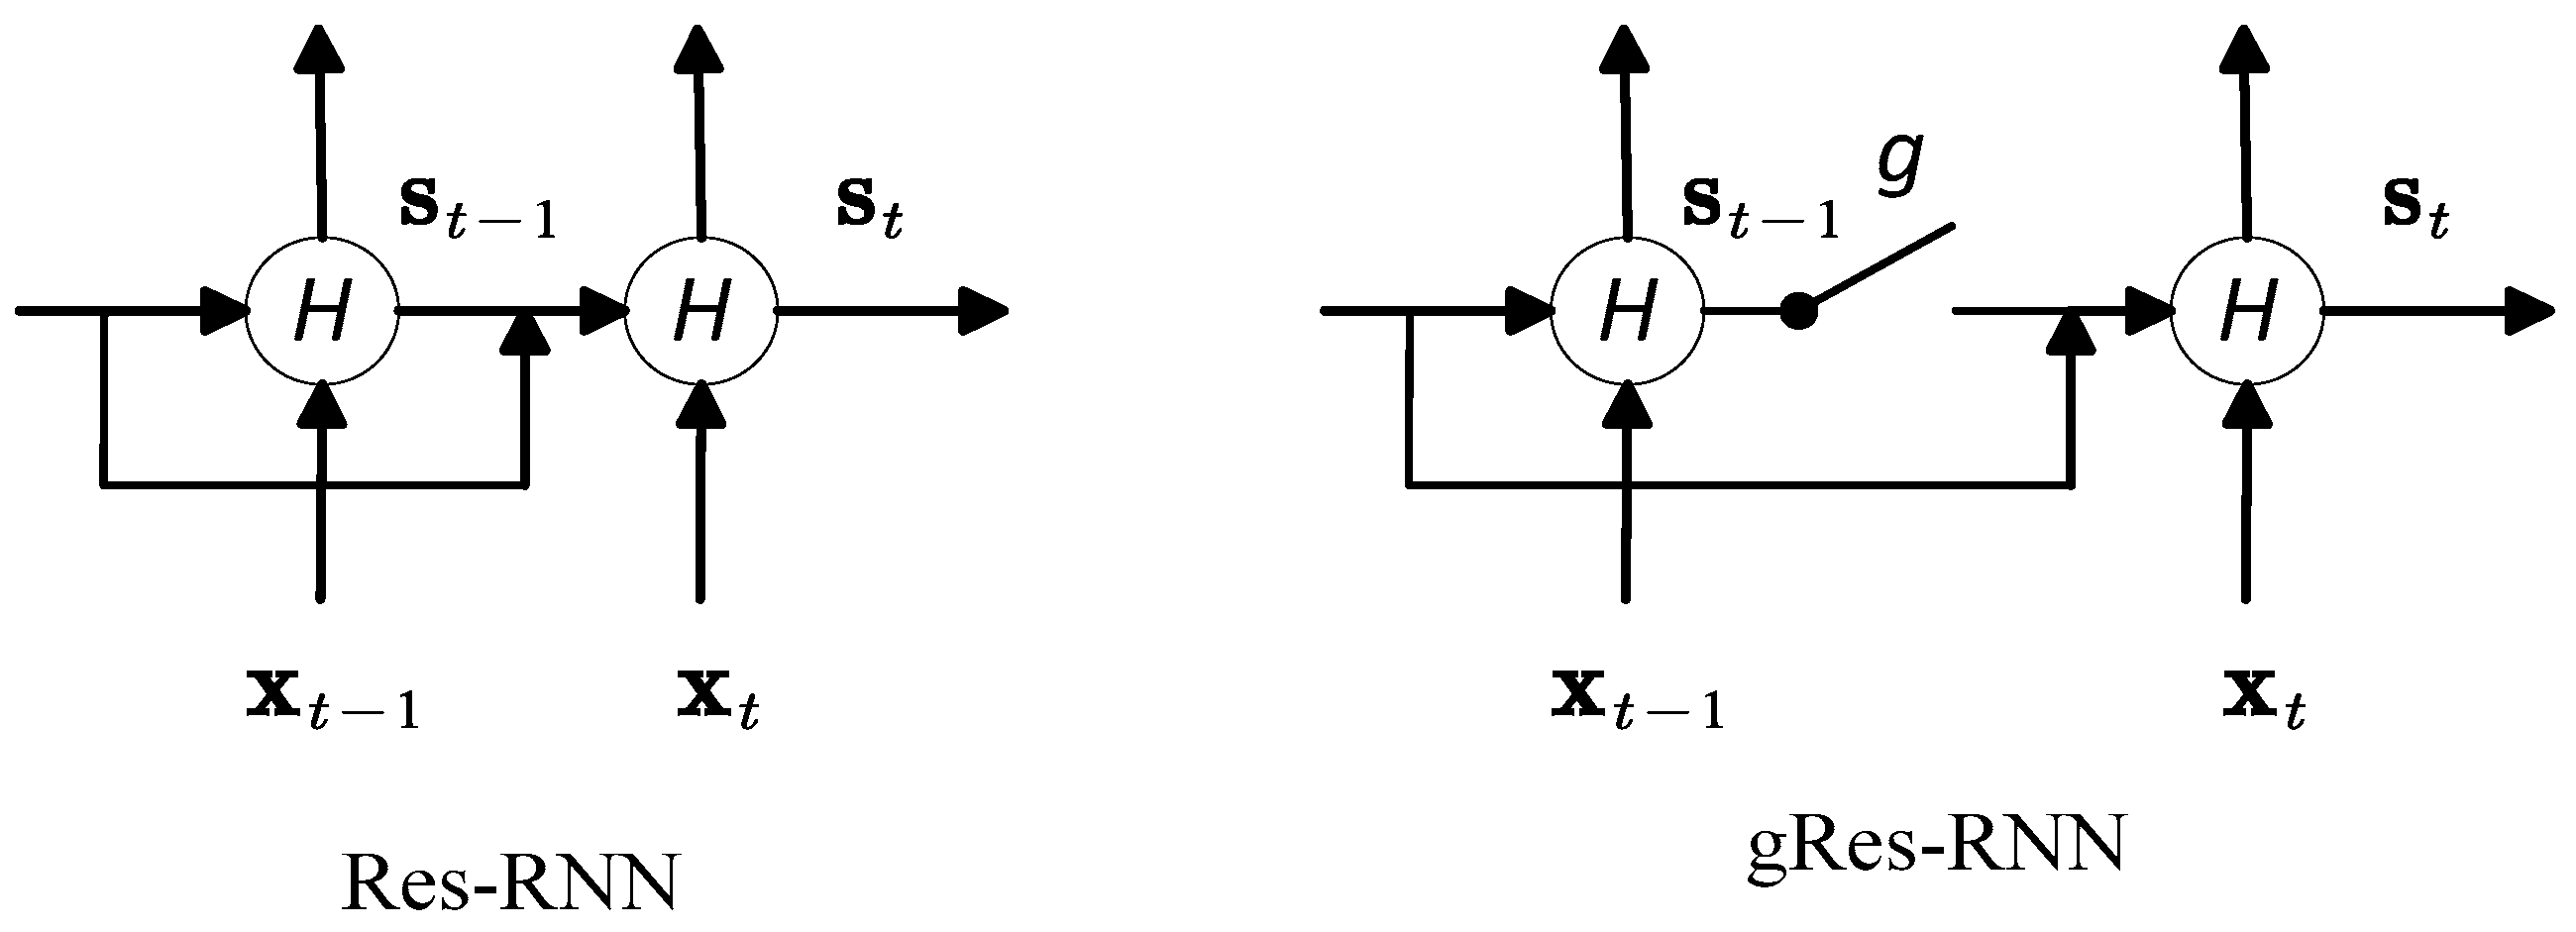 s_{t-1} s_t
H H
x_{t-1} x_t
Res-RNN
s_{t-1} g s_t
H H
x_{t-1} x_t
gRes-RNN